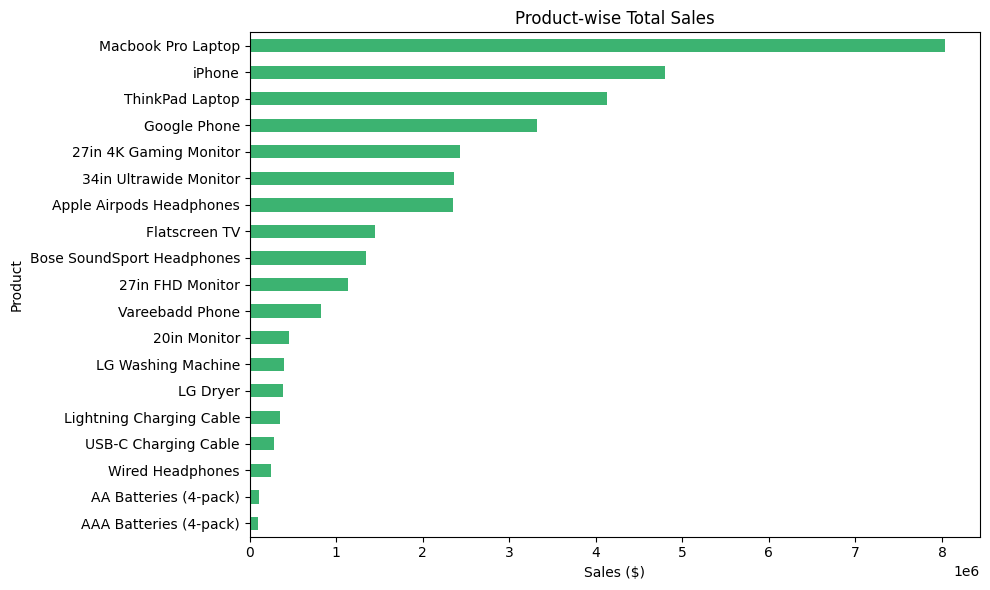 Product-wise Total Sales
Macbook Pro Laptop
iPhone
ThinkPad Laptop
Google Phone
27in 4K Gaming Monitor
34in Ultrawide Monitor
Apple Airpods Headphones
Flatscreen TV
Bose SoundSport Headphones
27in FHD Monitor
Vareebadd Phone
20in Monitor
LG Washing Machine
LG Dryer
Lightning Charging Cable
USB-C Charging Cable
Wired Headphones
AA Batteries (4-pack)
AAA Batteries (4-pack)
Product
0 1 2 3 4 5 6 7 8
1e6
Sales ($)